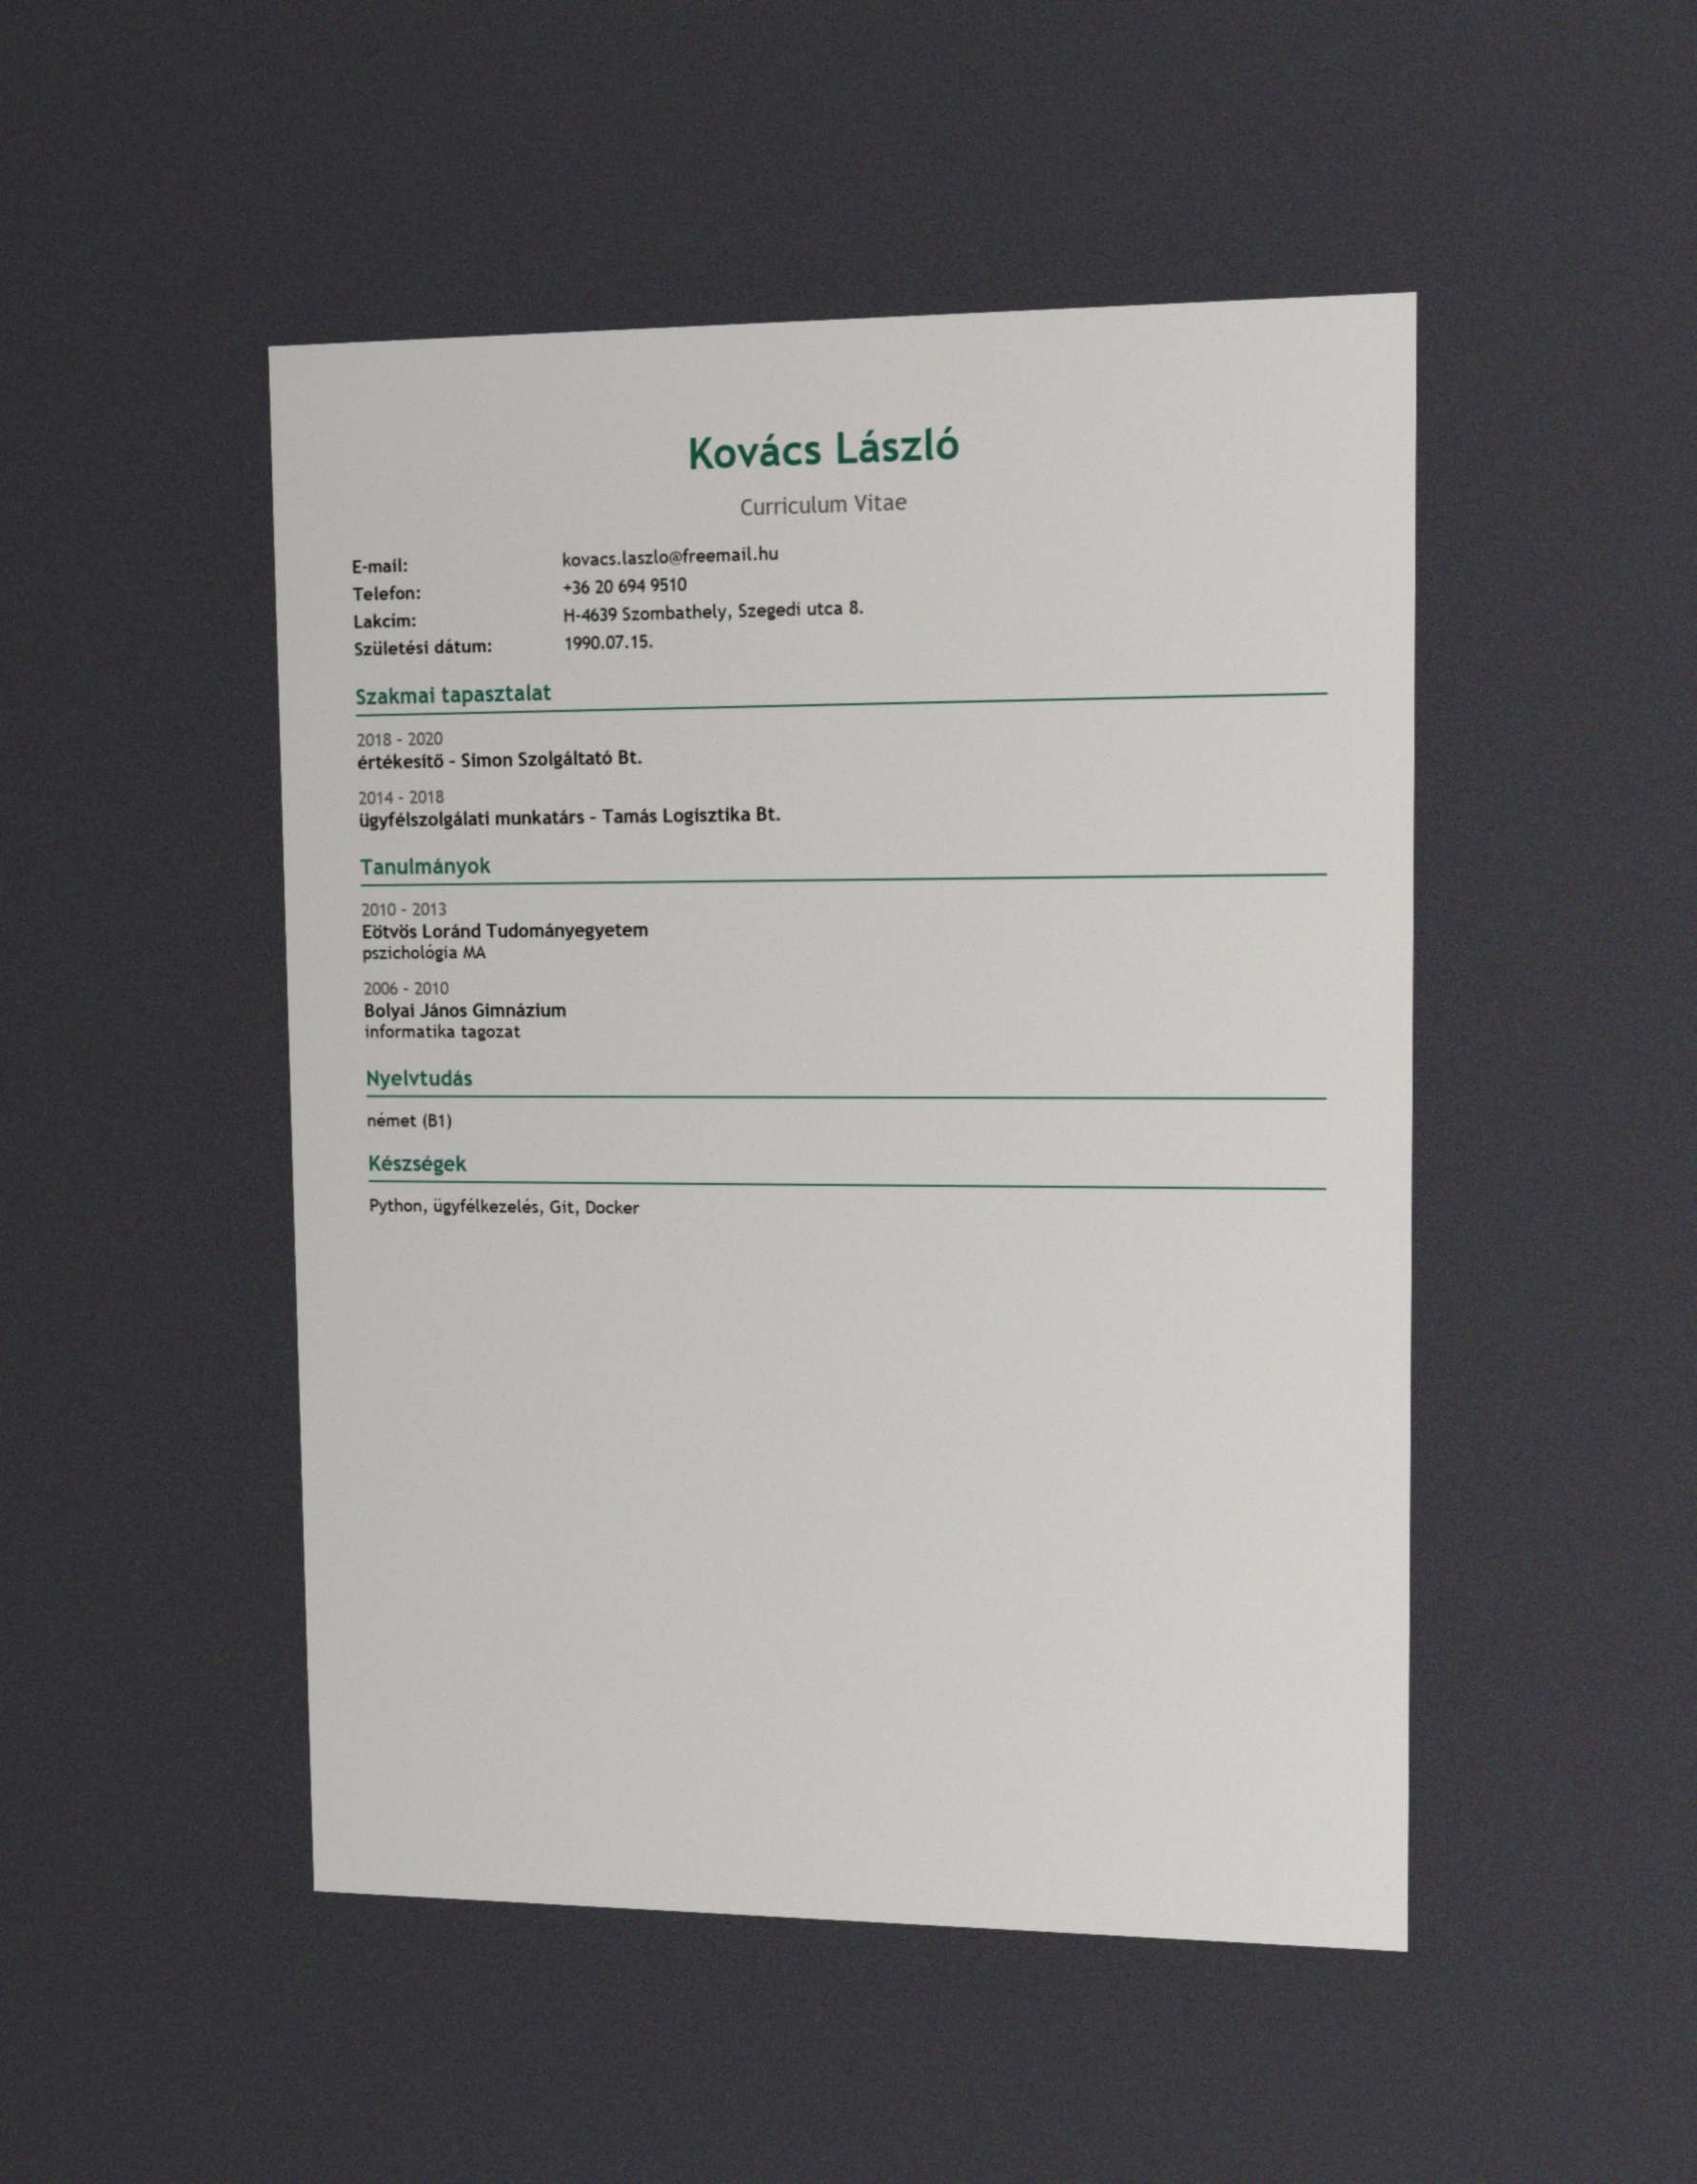 Kovács László
Curriculum Vitae
E-mail: kovacs.laszlo@freemail.hu
Telefon: +36 20 694 9510
Lakcím: H-4639 Szombathely, Szegedi utca 8.
Születési dátum: 1990.07.15.
Szakmai tapasztalat
2018 - 2020
értékesítő - Simon Szolgáltató Bt.
2014 - 2018
ügyfélszolgálati munkatárs - Tamás Logisztika Bt.
Tanulmányok
2010 - 2013
Eötvös Loránd Tudományegyetem
pszichológia MA
2006 - 2010
Bolyai János Gimnázium
informatika tagozat
Nyelvtudás
német (B1)
Készségek
Python, ügyfélkezelés, Git, Docker